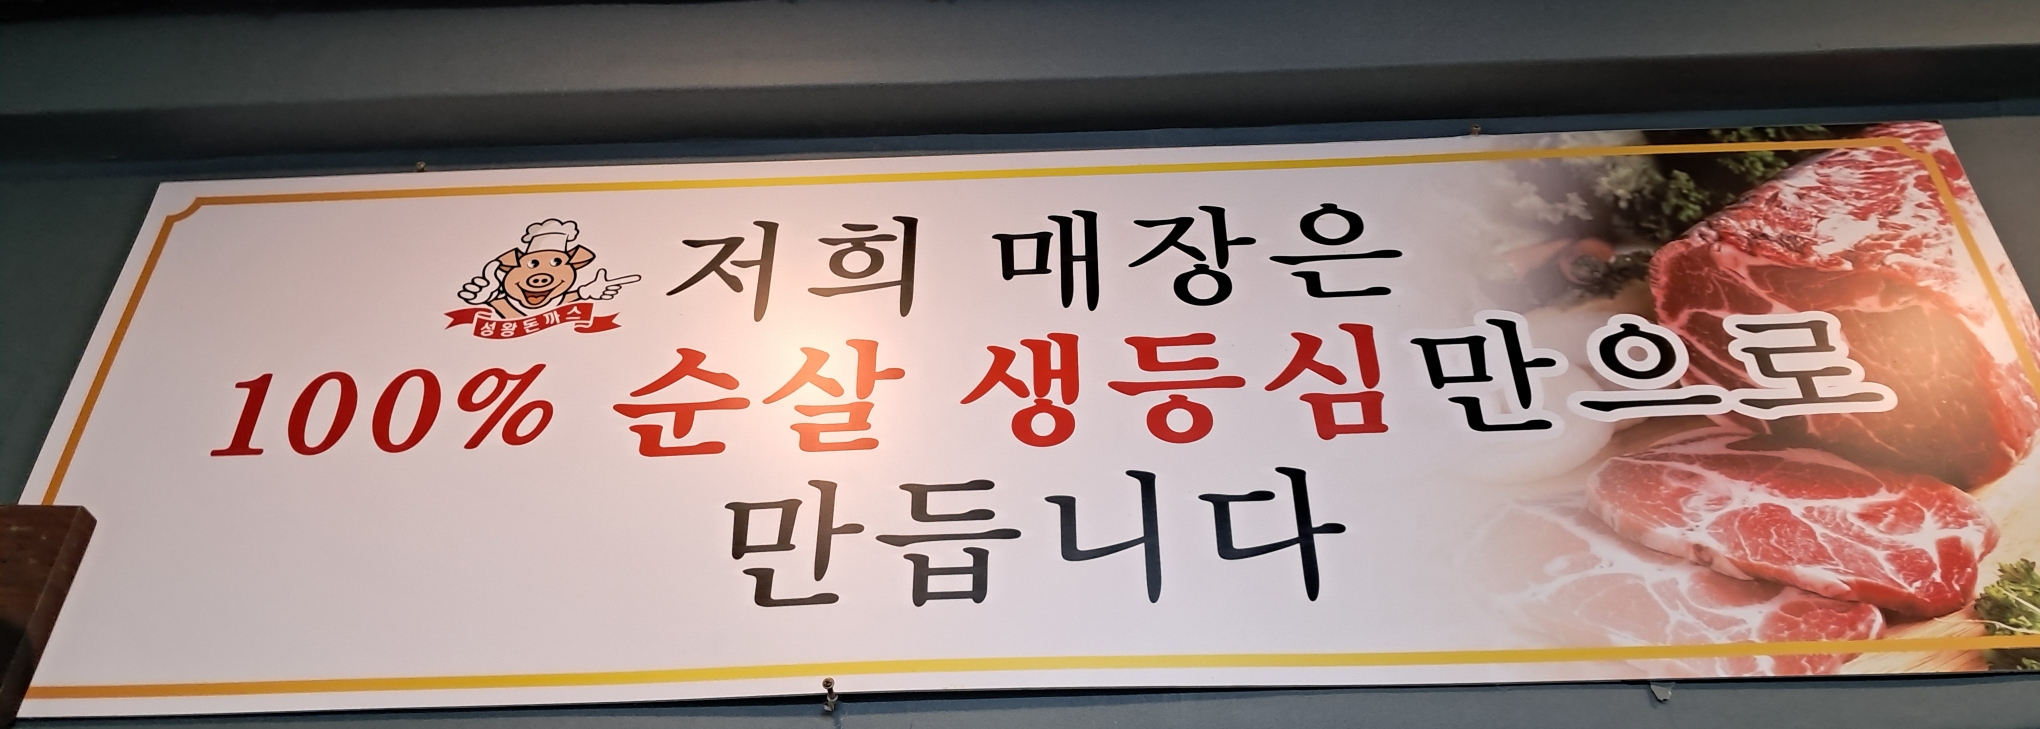 저희 매장은
성왕돈까스
100% 순살 생등심만으로
만듭니다